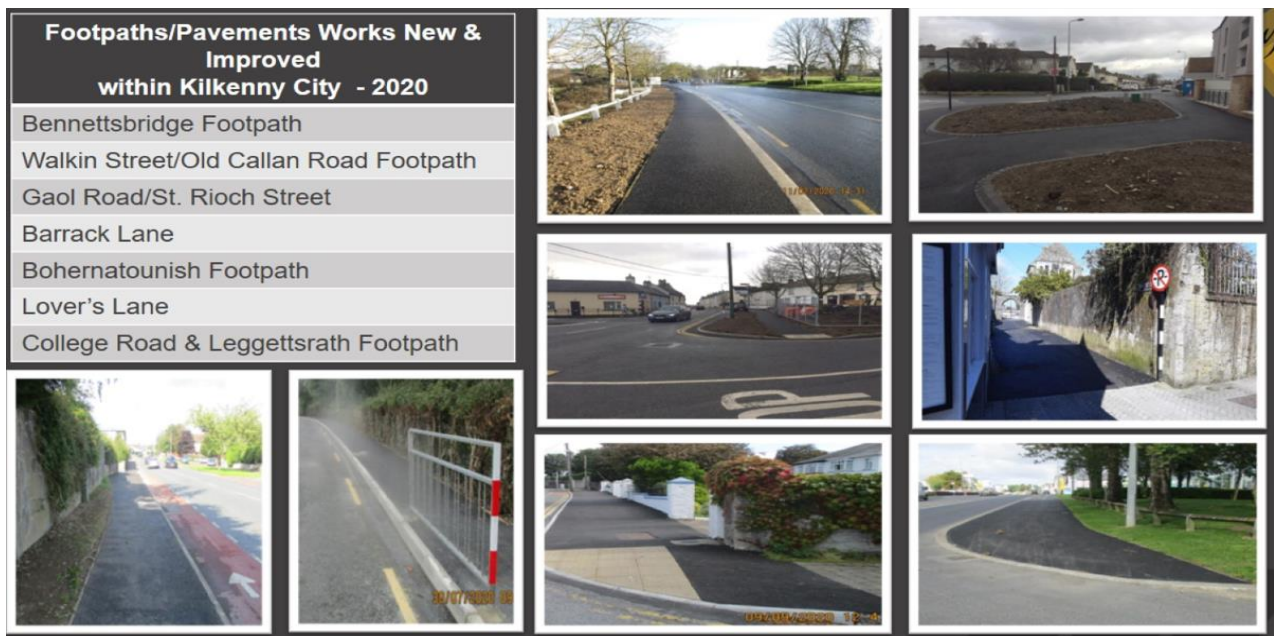 Footpaths/Pavements Works New &
Improved
within Kilkenny City - 2020
Bennettsbridge Footpath
Walkin Street/Old Callan Road Footpath
Gaol Road/St. Rioch Street
Barrack Lane
Bohernatounish Footpath
Lover's Lane
College Road & Leggettsrath Footpath